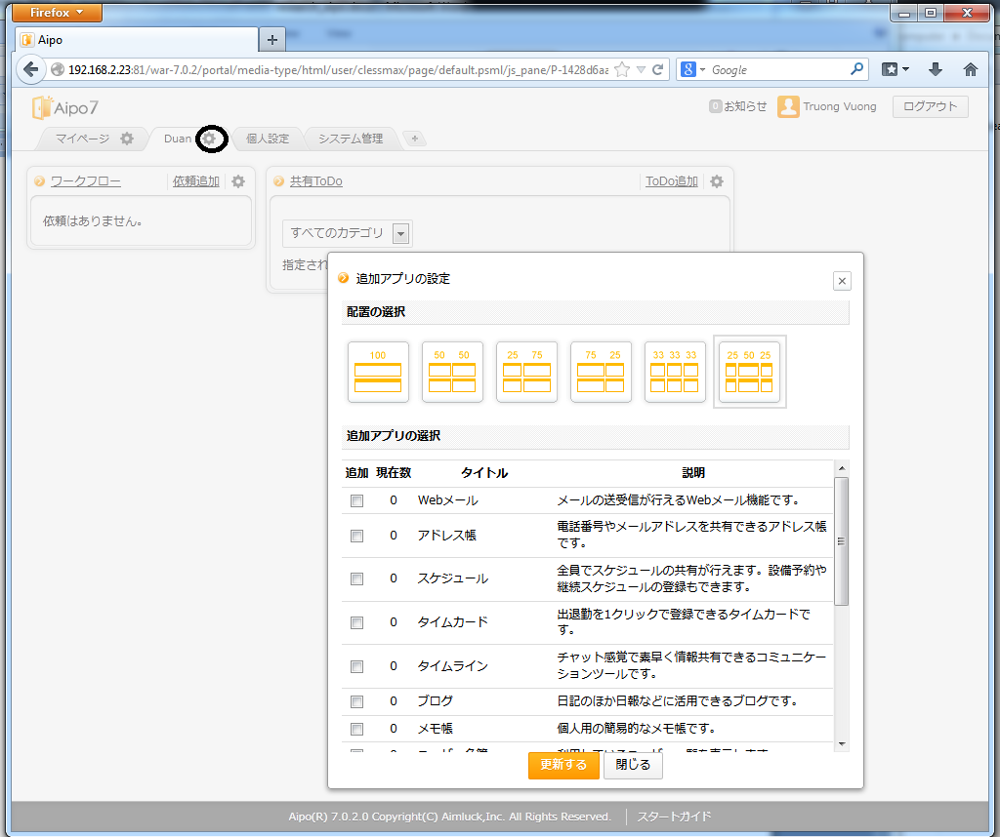 Firefox
Aipo
192.168.2.23:81/war-7.0.2/portal/media-type/html/user/clessmax/page/default.psml/js_pane/P-1428d6aa
Google
Aipo7
0 お知らせ
Truong Vuong
ログアウト
マイページ
Duan
個人設定
システム管理
ワークフロー
依頼追加
共有ToDo
ToDo追加
依頼はありません。
すべてのカテゴリ
指定され
追加アプリの設定
配置の選択
100
50 50
25 75
75 25
33 33 33
25 50 25
追加アプリの選択
追加 現在数 タイトル 説明
0 Webメール メールの送受信が行えるWebメール機能です。
0 アドレス帳 電話番号やメールアドレスを共有できるアドレス帳
です。
0 スケジュール 全員でスケジュールの共有が行えます。設備予約や
継続スケジュールの登録もできます。
0 タイムカード 出退勤を1クリックで登録できるタイムカードで
す。
0 タイムライン チャット感覚で素早く情報共有できるコミュニケー
ションツールです。
0 ブログ 日記のほか日報などに活用できるブログです。
0 メモ帳 個人用の簡易的なメモ帳です。
更新する
閉じる
Aipo(R) 7.0.2.0 Copyright(C) Aimluck,Inc. All Rights Reserved.
スタートガイド